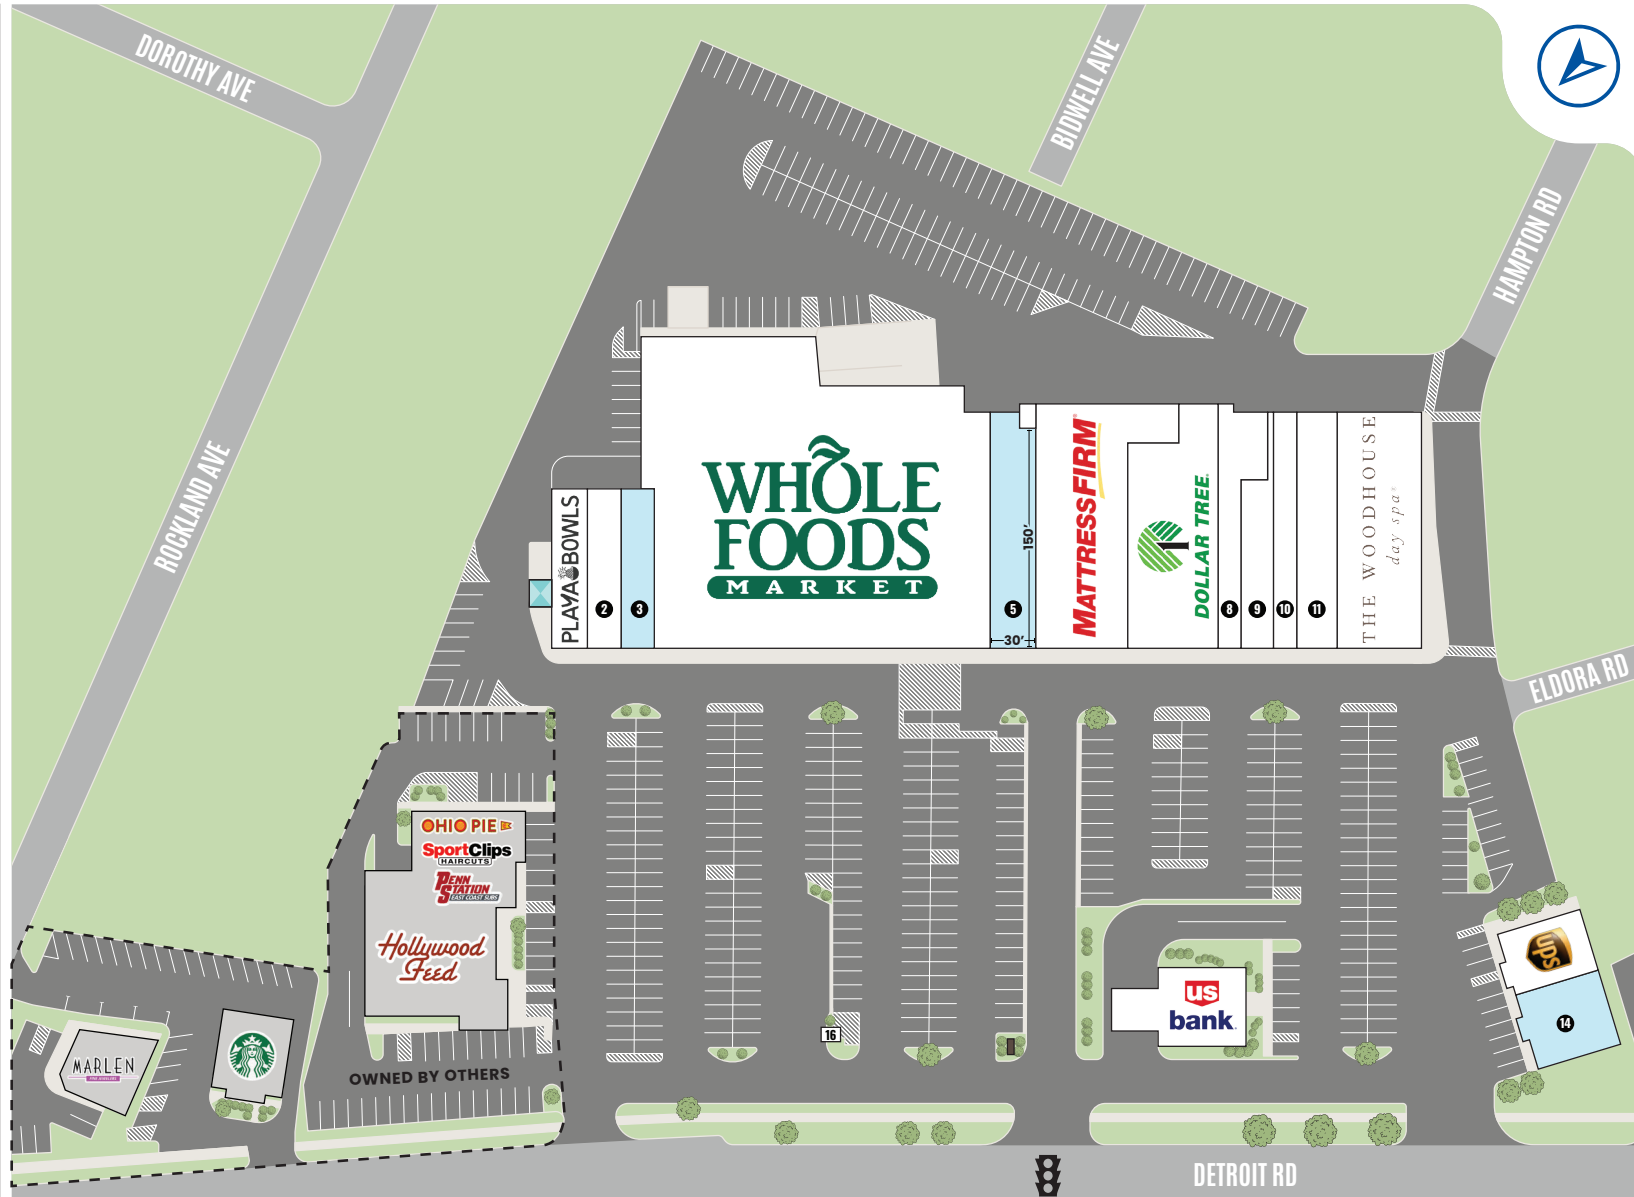 DOROTHY AVE
BIDWELL AVE
HAMPTON RD
ROCKLAND AVE
ELDORA RD
PLAYA BOWLS
2
3
WHOLE
FOODS
MARKET
5
150'
30'
MATTRESSFIRM
DOLLAR TREE
8
9
10
11
THE WOODHOUSE
day spa
OHIO PIE
SportClips
HAIRCUTS
PENN
STATION
EAST COAST SUBS
Hollywood
Feed
MARLEN
OWNED BY OTHERS
16
us
bank
ups
14
DETROIT RD